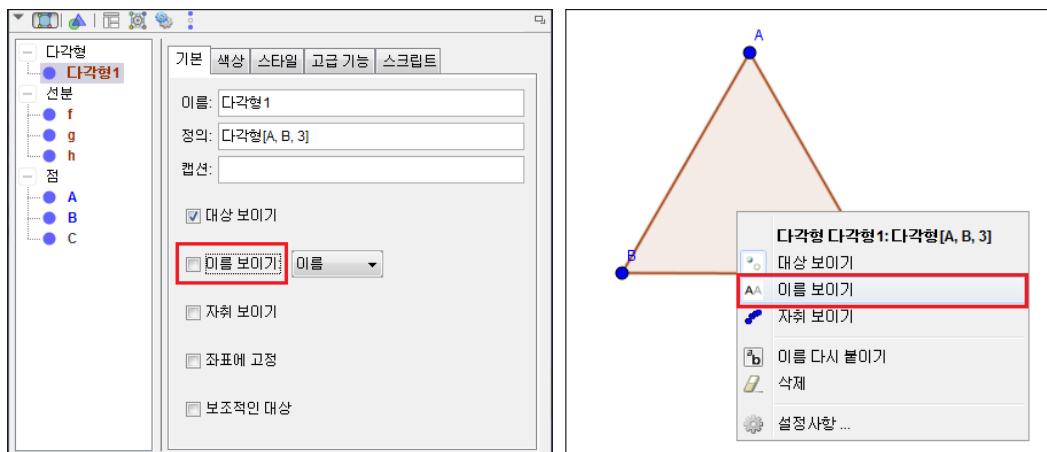 다각형
다각형1
선분
f
g
h
점
A
B
C
기본 색상 스타일 고급 기능 스크립트
이름: 다각형1
정의: 다각형[A, B, 3]
캡션:
대상 보이기
이름 보이기: 이름
자취 보이기
좌표에 고정
보조적인 대상
A
B
다각형 다각형1: 다각형[A, B, 3]
대상 보이기
AA 이름 보이기
자취 보이기
ab 이름 다시 붙이기
삭제
설정사항 ...